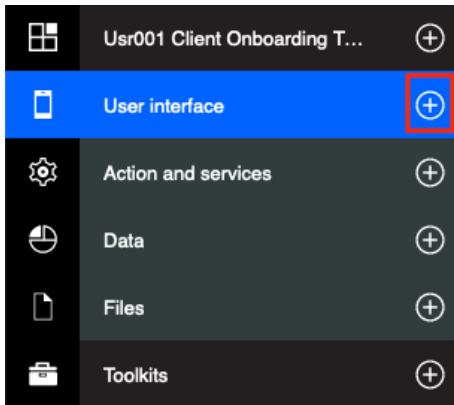 Usr001 Client Onboarding T...
User interface
Action and services
Data
Files
Toolkits